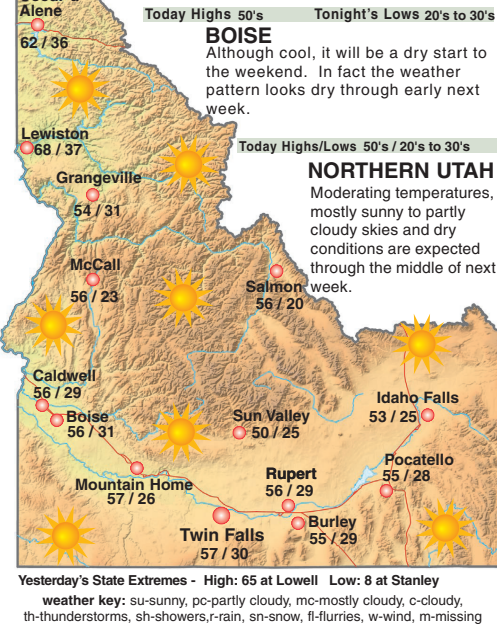 Today Highs 50's Tonight's Lows 20's to 30's
BOISE
Although cool, it will be a dry start to
the weekend. In fact the weather
pattern looks dry through early next
week.
Today Highs/Lows 50's / 20's to 30's
NORTHERN UTAH
Moderating temperatures,
mostly sunny to partly
cloudy skies and dry
conditions are expected
through the middle of next
week.
Alene
62 / 36
Lewiston
68 / 37
Grangeville
54 / 31
McCall
56 / 23
Salmon
56 / 20
Caldwell
56 / 29
Boise
56 / 31
Sun Valley
50 / 25
Idaho Falls
53 / 25
Mountain Home
57 / 26
Rupert
56 / 29
Pocatello
55 / 28
Twin Falls
57 / 30
Burley
55 / 29
Yesterday's State Extremes - High: 65 at Lowell Low: 8 at Stanley
weather key: su-sunny, pc-partly cloudy, mc-mostly cloudy, c-cloudy,
th-thunderstorms, sh-showers,r-rain, sn-snow, fl-flurries, w-wind, m-missing